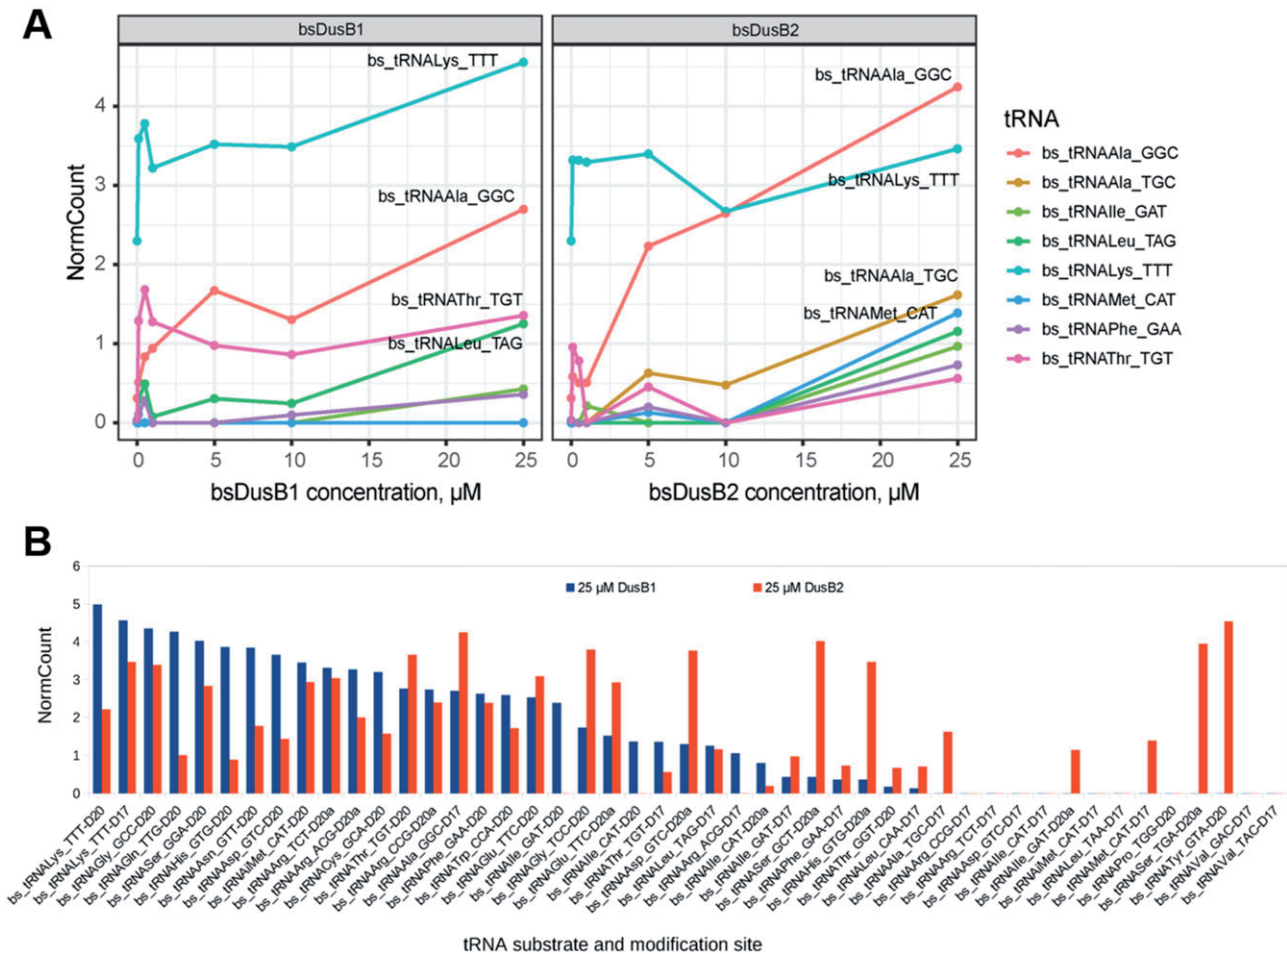 A
bsDusB1
bsDusB2
bs_tRNALys_TTT
bs_tRNAAla_GGC
bs_tRNAThr_TGT
bs_tRNALeu_TAG
bs_tRNAAla_GGC
bs_tRNALys_TTT
bs_tRNAAla_TGC
bs_tRNAMet_CAT
NormCount
4
3
2
1
0
0 5 10 15 20 25
0 5 10 15 20 25
bsDusB1 concentration, µM
bsDusB2 concentration, µM
tRNA
bs_tRNAAla_GGC
bs_tRNAAla_TGC
bs_tRNAIle_GAT
bs_tRNALeu_TAG
bs_tRNALys_TTT
bs_tRNAMet_CAT
bs_tRNAPhe_GAA
bs_tRNAThr_TGT
B
25 µM DusB1
25 µM DusB2
NormCount
6
5
4
3
2
1
0
bs_tRNALys_TTT-D20
bs_tRNALys_TTT-D17
bs_tRNAGly_GCC-D20
bs_tRNAGln_TTG-D20
bs_tRNASer_GGA-D20
bs_tRNAHis_GTG-D20
bs_tRNAAsn_GTT-D20
bs_tRNAAsp_GTC-D20
bs_tRNAiMet_CAT-D20
bs_tRNAArg_TCT-D20a
bs_tRNAArg_ACG-D20a
bs_tRNACys_GCA-D20
bs_tRNAThr_TGT-D20
bs_tRNAArg_CCG-D20a
bs_tRNAAla_GGC-D17
bs_tRNAPhe_GAA-D20
bs_tRNATrp_CCA-D20
bs_tRNAGlu_TTC-D20
bs_tRNAIle_GAT-D20
bs_tRNAGly_TCC-D20
bs_tRNAGlu_TTC-D20a
bs_tRNAIle_CAT-D20
bs_tRNAThr_TGT-D17
bs_tRNAAsp_GTC-D20a
bs_tRNALeu_TAG-D17
bs_tRNAArg_ACG-D17
bs_tRNAIle_CAT-D20a
bs_tRNAIle_GAT-D17
bs_tRNASer_GCT-D20a
bs_tRNAPhe_GAA-D17
bs_tRNAHis_GTG-D20a
bs_tRNAThr_GGT-D20
bs_tRNALeu_CAA-D17
bs_tRNAAla_TGC-D17
bs_tRNAArg_CCG-D17
bs_tRNAArg_TCT-D17
bs_tRNAAsp_GTC-D17
bs_tRNAIle_CAT-D17
bs_tRNAIle_GAT-D20a
bs_tRNAiMet_CAT-D17
bs_tRNALeu_TAA-D17
bs_tRNAMet_CAT-D17
bs_tRNAPro_TGG-D20
bs_tRNASer_TGA-D20a
bs_tRNATyr_GTA-D20
bs_tRNAVal_GAC-D17
bs_tRNAVal_TAC-D17
tRNA substrate and modification site